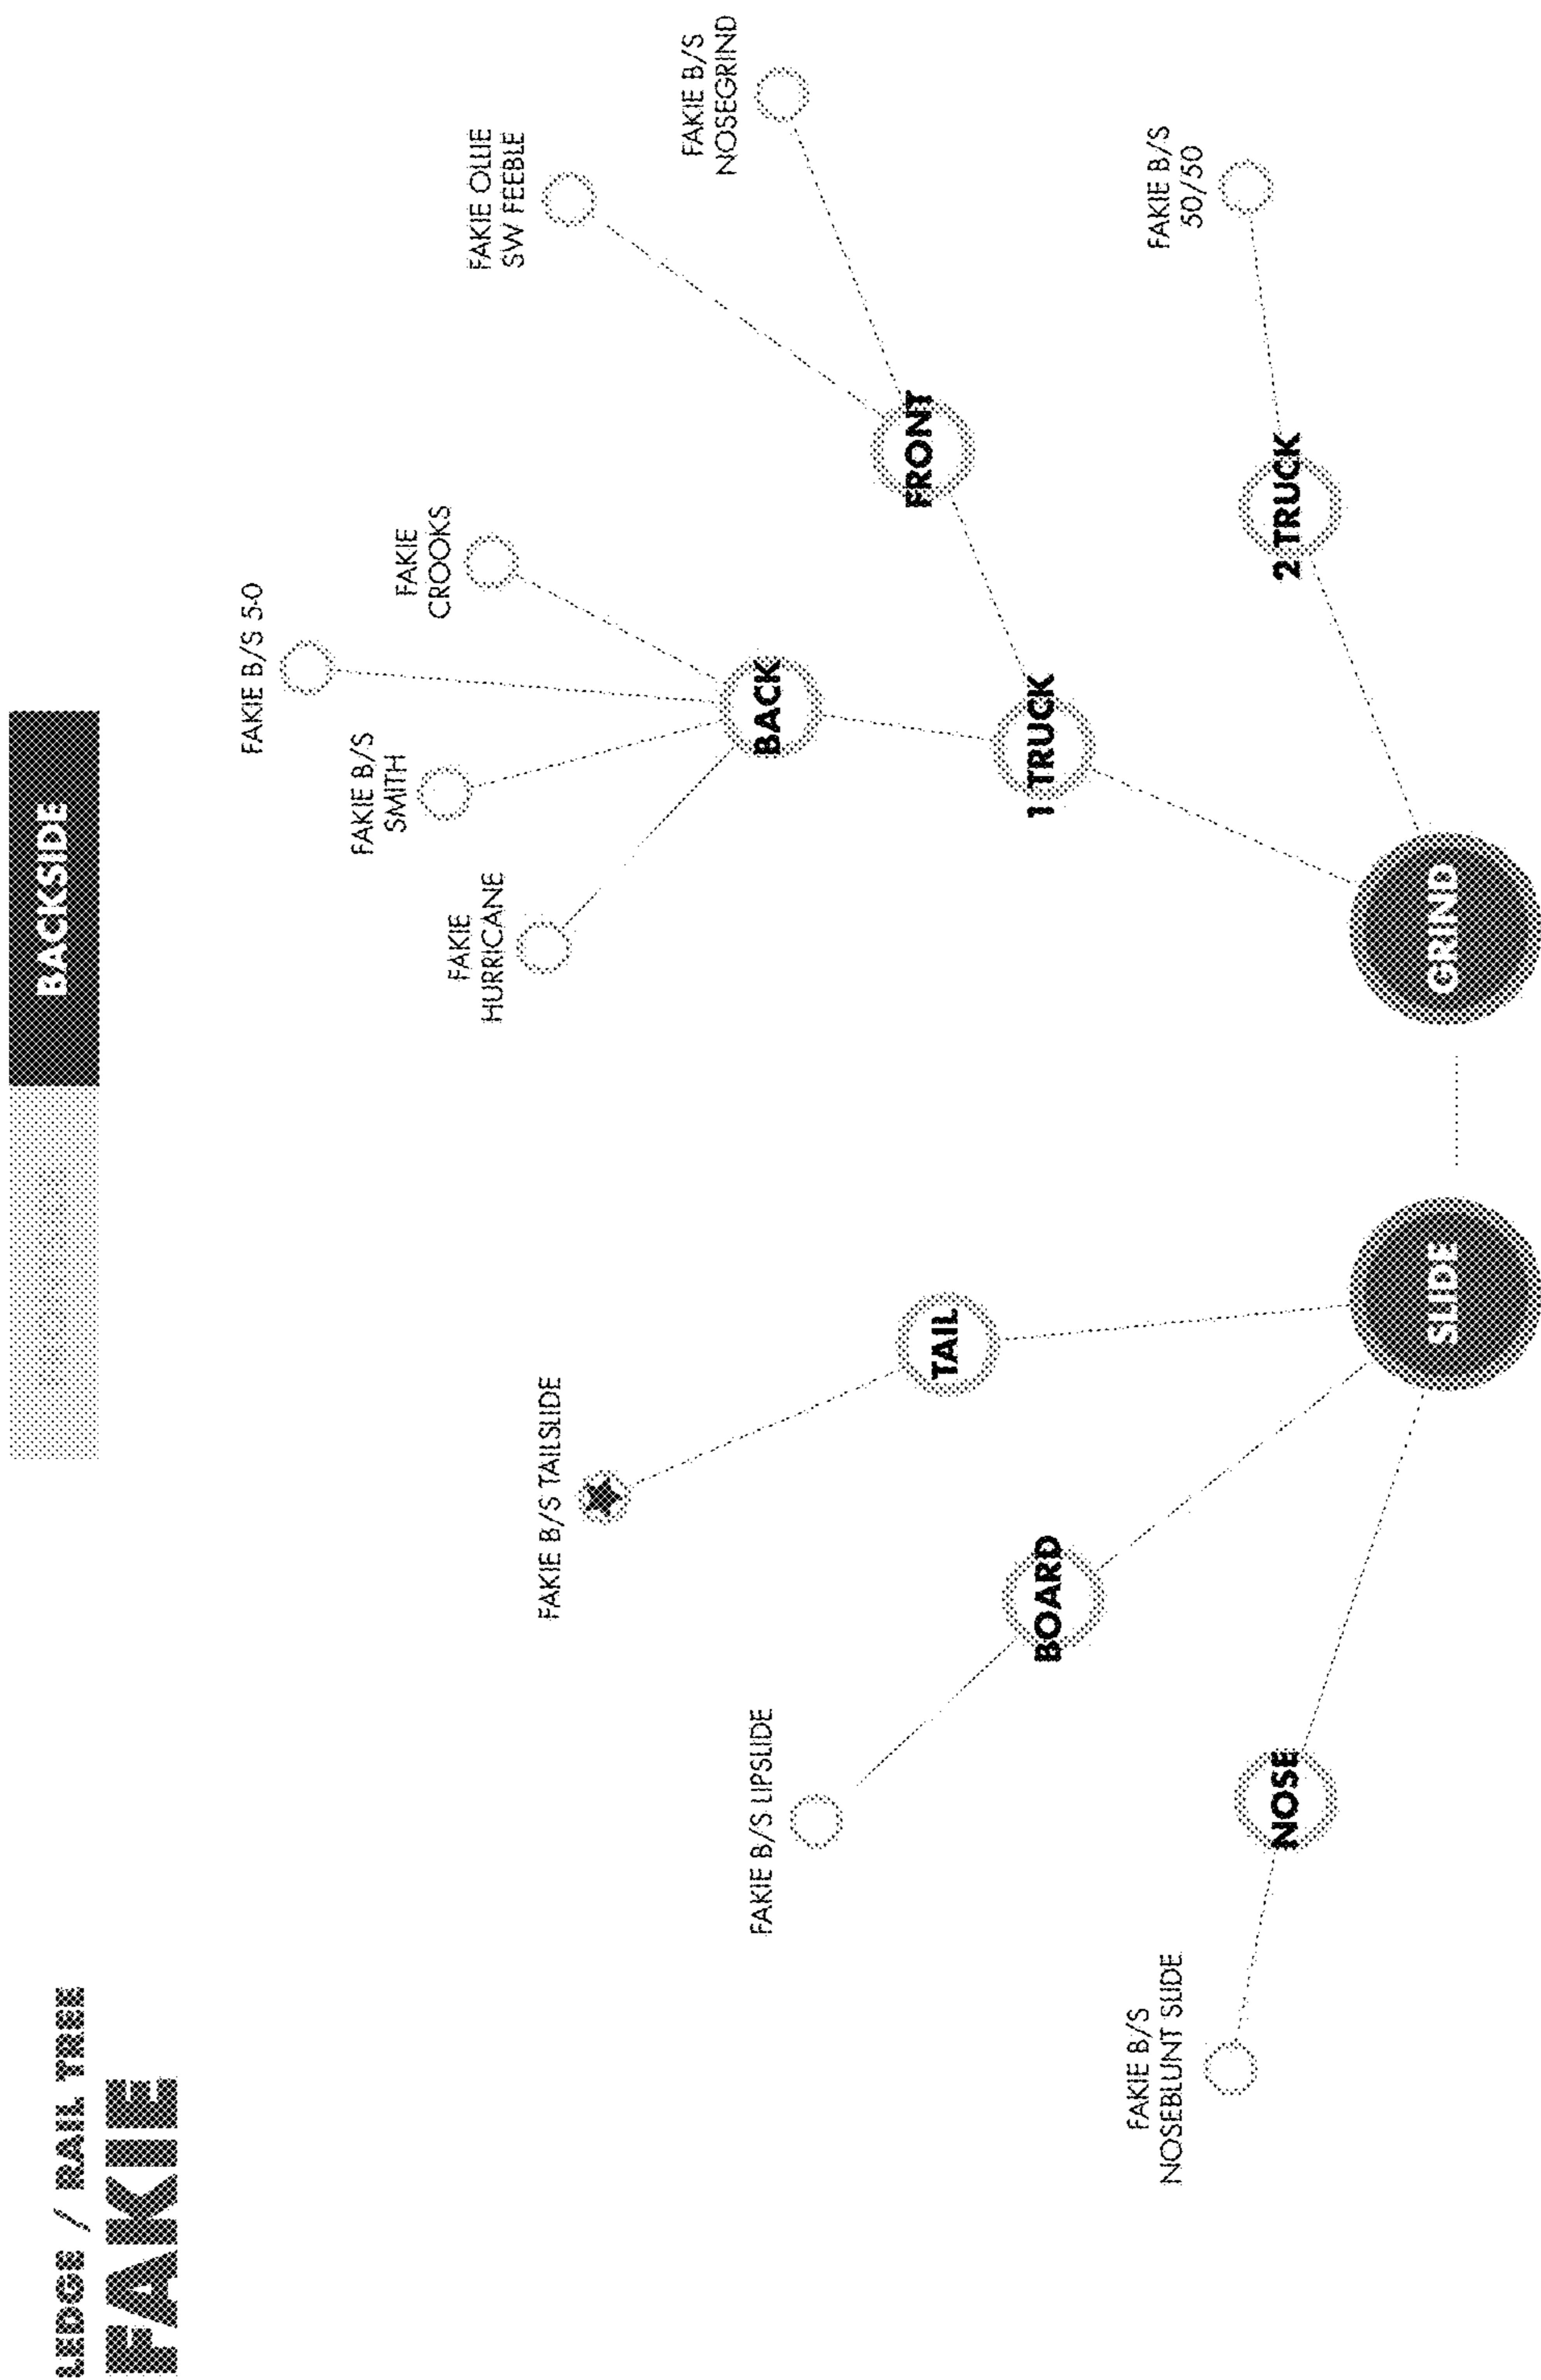 LEDGE / RAIL TREE
FAKIE
BACKSIDE
FAKIE B/S 5-0
FAKIE B/S
SMITH
FAKIE
CROOKS
FAKIE
HURRICANE
FAKIE OLLIE
SW FEEBLE
FAKIE B/S
NOSEGRIND
FAKIE B/S TAILSLIDE
BACK
FRONT
FAKIE B/S LIPSLIDE
TAIL
1 TRUCK
BOARD
FAKIE B/S
50/50
FAKIE B/S
NOSEBLUNT SLIDE
NOSE
2 TRUCK
SLIDE
GRIND